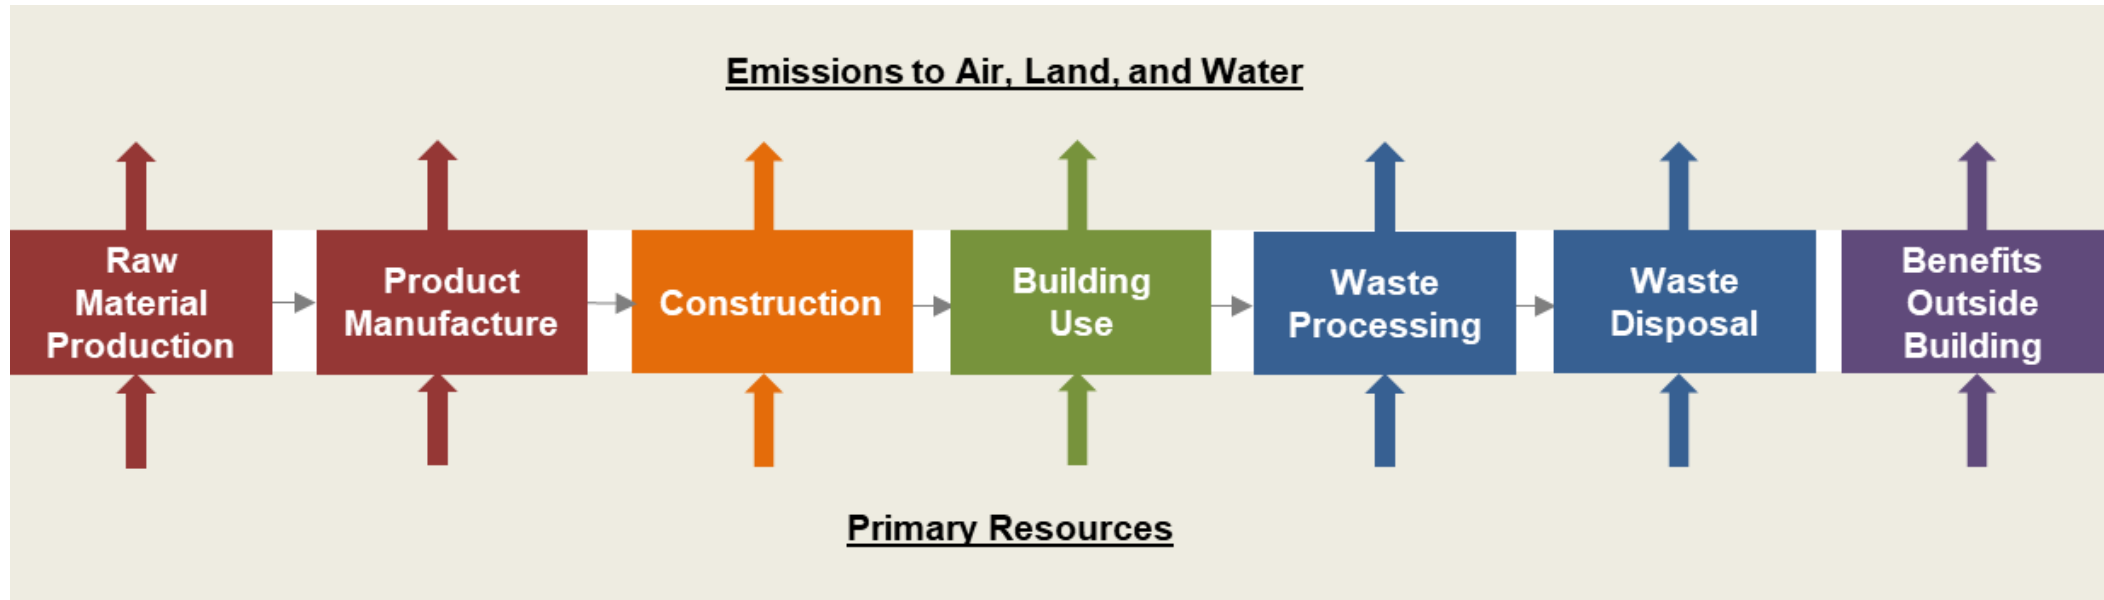 Emissions to Air, Land, and Water
Raw
Material
Production
Product
Manufacture
Construction
Building
Use
Waste
Processing
Waste
Disposal
Benefits
Outside
Building
Primary Resources